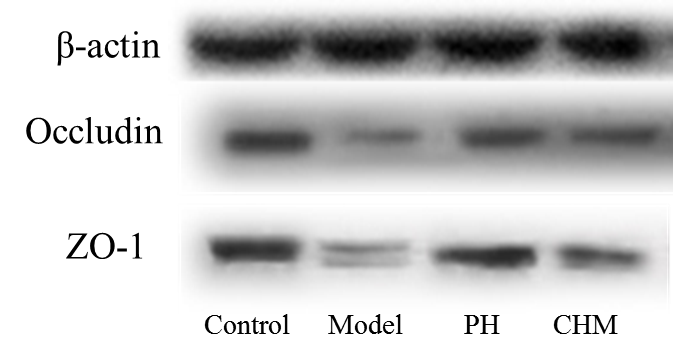 β-actin
Occludin
ZO-1
Control Model PH CHM